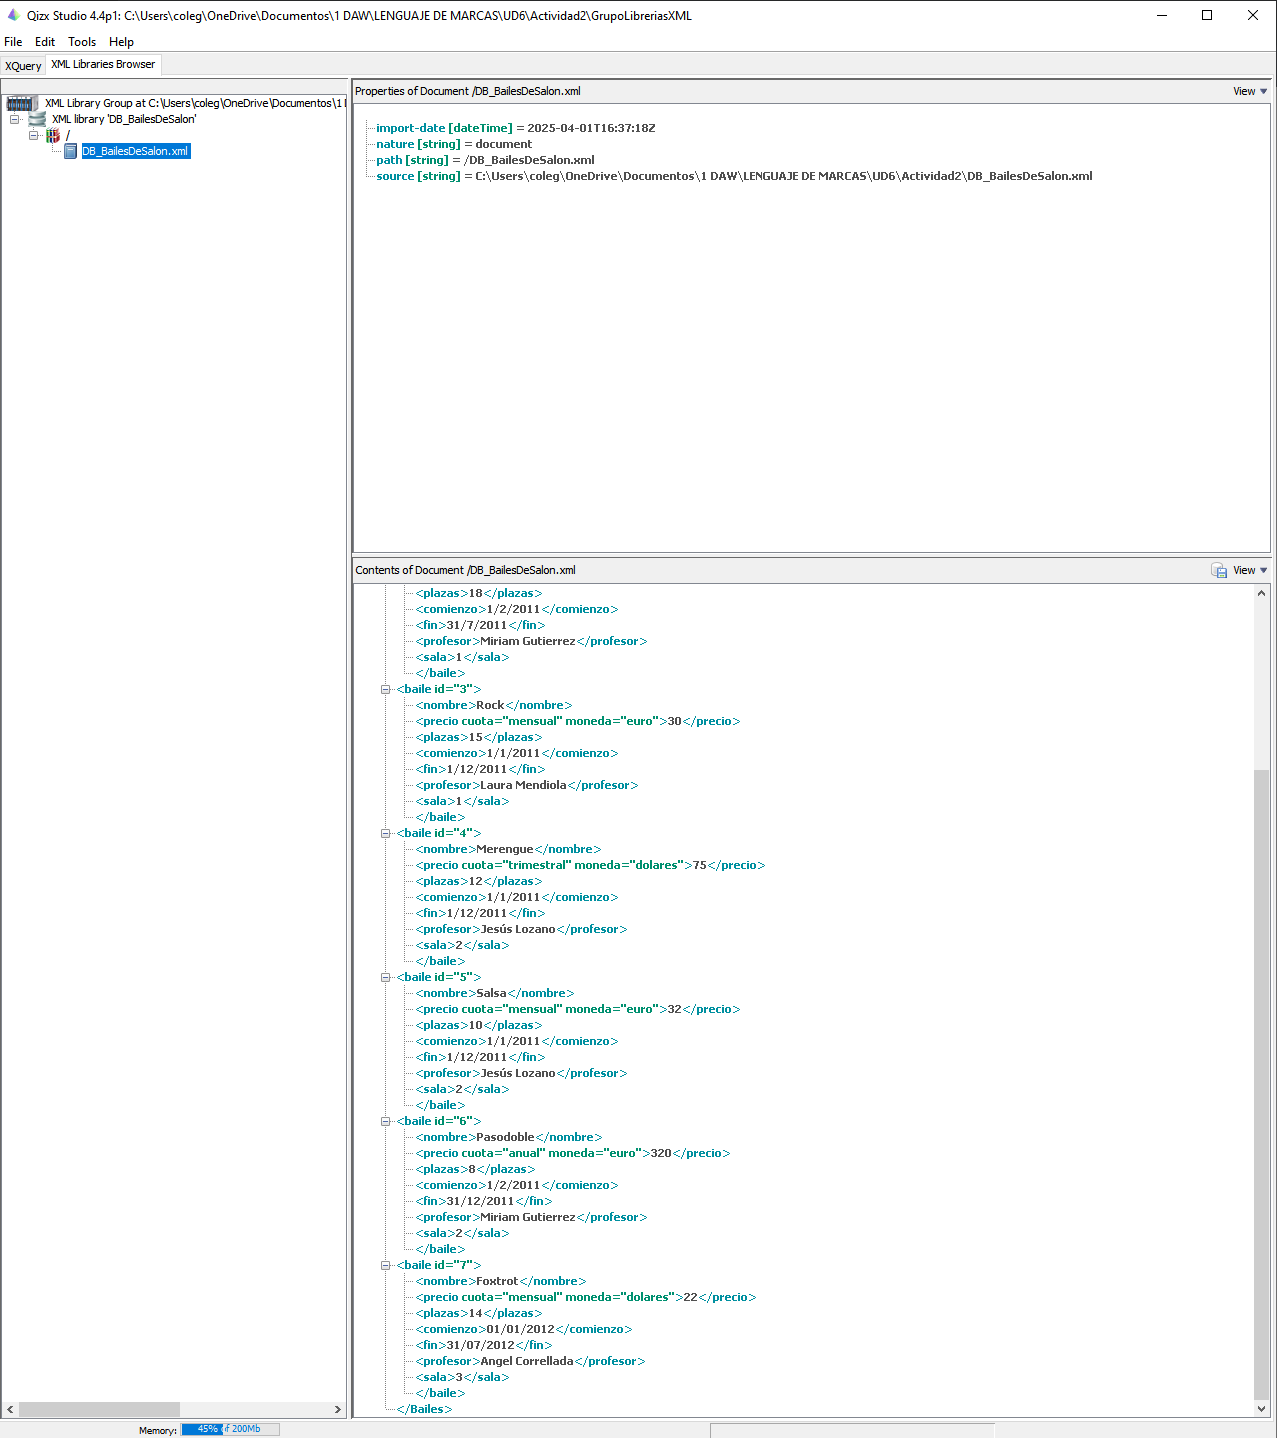 Qizx Studio 4.4p1: C:\Users\coleg\OneDrive\Documentos\1 DAW\LENGUAJE DE MARCAS\UD6\Actividad2\GrupoLibreriasXML
File Edit Tools Help
XQuery XML Libraries Browser
XML Library Group at C:\Users\coleg\OneDrive\Documentos\1
XML library 'DB_BailesDeSalon'
/
DB_BailesDeSalon.xml
Properties of Document /DB_BailesDeSalon.xml View
import-date [dateTime] = 2025-04-01T16:37:18Z
nature [string] = document
path [string] = /DB_BailesDeSalon.xml
source [string] = C:\Users\coleg\OneDrive\Documentos\1 DAW\LENGUAJE DE MARCAS\UD6\Actividad2\DB_BailesDeSalon.xml
Contents of Document /DB_BailesDeSalon.xml View
<plazas>18</plazas>
<comienzo>1/2/2011</comienzo>
<fin>31/7/2011</fin>
<profesor>Miriam Gutierrez</profesor>
<sala>1</sala>
</baile>
<baile id="3">
<nombre>Rock</nombre>
<precio cuota="mensual" moneda="euro">30</precio>
<plazas>15</plazas>
<comienzo>1/1/2011</comienzo>
<fin>1/12/2011</fin>
<profesor>Laura Mendiola</profesor>
<sala>1</sala>
</baile>
<baile id="4">
<nombre>Merengue</nombre>
<precio cuota="trimestral" moneda="dolares">75</precio>
<plazas>12</plazas>
<comienzo>1/1/2011</comienzo>
<fin>1/12/2011</fin>
<profesor>Jesús Lozano</profesor>
<sala>2</sala>
</baile>
<baile id="5">
<nombre>Salsa</nombre>
<precio cuota="mensual" moneda="euro">32</precio>
<plazas>10</plazas>
<comienzo>1/1/2011</comienzo>
<fin>1/12/2011</fin>
<profesor>Jesús Lozano</profesor>
<sala>2</sala>
</baile>
<baile id="6">
<nombre>Pasodoble</nombre>
<precio cuota="anual" moneda="euro">320</precio>
<plazas>8</plazas>
<comienzo>1/2/2011</comienzo>
<fin>31/12/2011</fin>
<profesor>Miriam Gutierrez</profesor>
<sala>2</sala>
</baile>
<baile id="7">
<nombre>Foxtrot</nombre>
<precio cuota="mensual" moneda="dolares">22</precio>
<plazas>14</plazas>
<comienzo>01/01/2012</comienzo>
<fin>31/07/2012</fin>
<profesor>Angel Correllada</profesor>
<sala>3</sala>
</baile>
</Bailes>
Memory: 45% of 200Mb